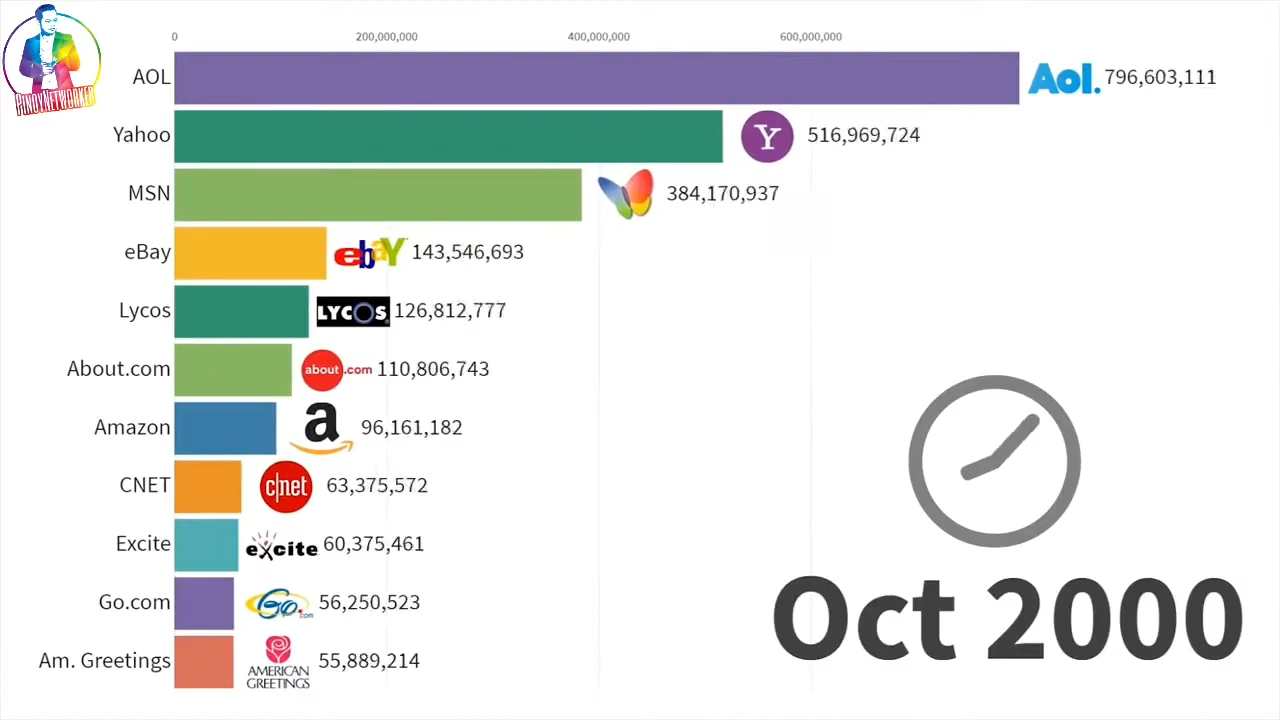 PINOYNETWORKER
0 200,000,000 400,000,000 600,000,000
AOL Aol. 796,603,111
Yahoo Y 516,969,724
MSN 384,170,937
eBay ebaY 143,546,693
Lycos LYCOS 126,812,777
About.com about.com 110,806,743
Amazon a 96,161,182
CNET c|net 63,375,572
Excite excite 60,375,461
Go.com Go.com 56,250,523
Am. Greetings AMERICAN GREETINGS 55,889,214
Oct 2000